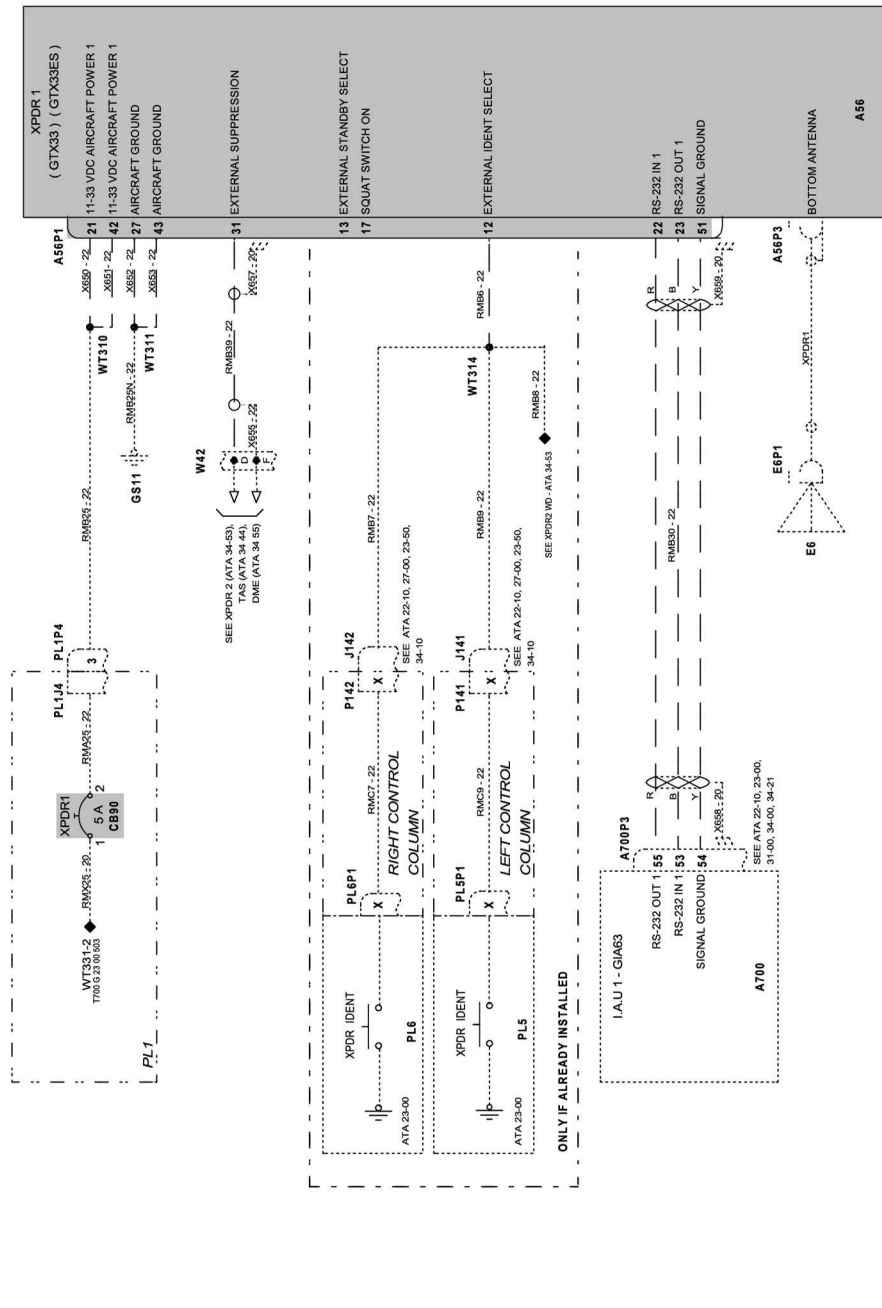 XPDR 1
( GTX33 ) ( GTX33ES )
A56P1
21 11-33 VDC AIRCRAFT POWER 1
42 11-33 VDC AIRCRAFT POWER 1
27 AIRCRAFT GROUND
43 AIRCRAFT GROUND
31 EXTERNAL SUPPRESSION
13 EXTERNAL STANDBY SELECT
17 SQUAT SWITCH ON
12 EXTERNAL IDENT SELECT
22 RS-232 IN 1
23 RS-232 OUT 1
51 SIGNAL GROUND
A56P3
BOTTOM ANTENNA
A56
X650 - 22
X651- 22
X652 - 22
X653 - 22
WT310
WT311
RMB25N - 22
GS11
RMB25 - 22
PL1J4
PL1P4
3
RMA25 - 22
XPDR1
5 A
CB90
1
2
RMX25 - 20
WT331-2
T700 G 23 00 503
PL1
X657 - 20
RMB39 - 22
X655 - 22
W42
D
F
SEE XPDR 2 (ATA 34-53),
TAS (ATA 34 44),
DME (ATA 34 55)
RMB6 - 22
WT314
RMB8 - 22
SEE XPDR2 WD - ATA 34-53
RMB7 - 22
P142
J142
X
SEE ATA 22-10, 27-00, 23-50,
34-10
RMC7 - 22
RIGHT CONTROL
COLUMN
PL6P1
X
XPDR IDENT
PL6
ATA 23-00
RMB9 - 22
P141
J141
X
SEE ATA 22-10, 27-00, 23-50,
34-10
RMC9 - 22
LEFT CONTROL
COLUMN
PL5P1
X
XPDR IDENT
PL5
ATA 23-00
ONLY IF ALREADY INSTALLED
R
B
Y
X659 - 20
RMB30 - 22
R
B
Y
X658 - 20
A700P3
SEE ATA 22-10, 23-00,
31-00, 34-00, 34-21
RS-232 OUT 1 55
RS-232 IN 1 53
SIGNAL GROUND 54
I.A.U 1 - GIA63
A700
XPDR1
E6P1
E6